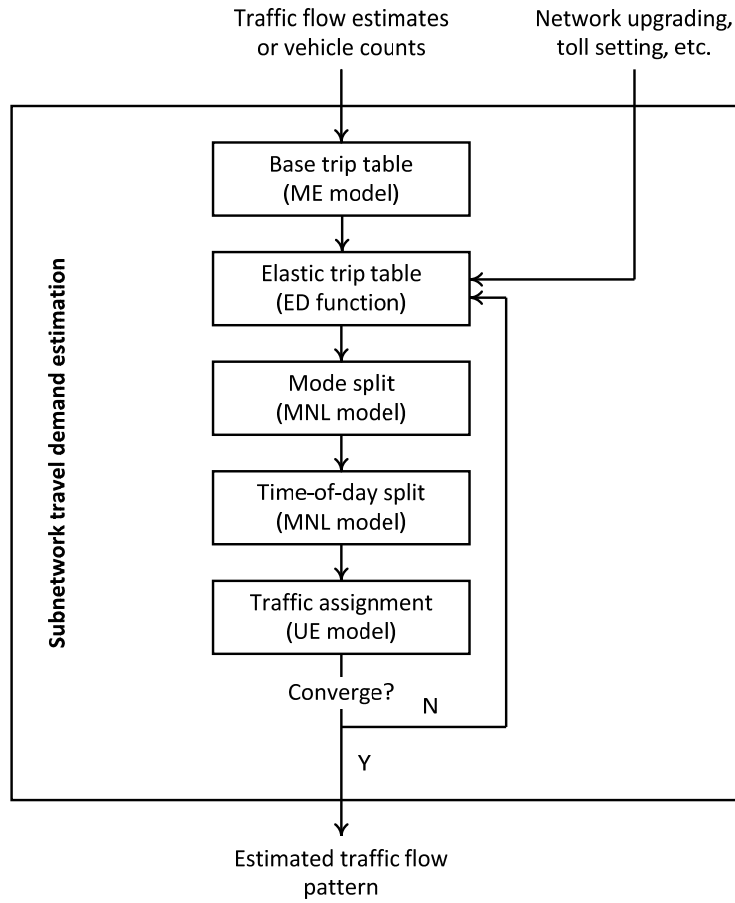 Traffic flow estimates
or vehicle counts
Network upgrading,
toll setting, etc.
Base trip table
(ME model)
Elastic trip table
(ED function)
Mode split
(MNL model)
Time-of-day split
(MNL model)
Traffic assignment
(UE model)
Converge?
N
Y
Subnetwork travel demand estimation
Estimated traffic flow
pattern